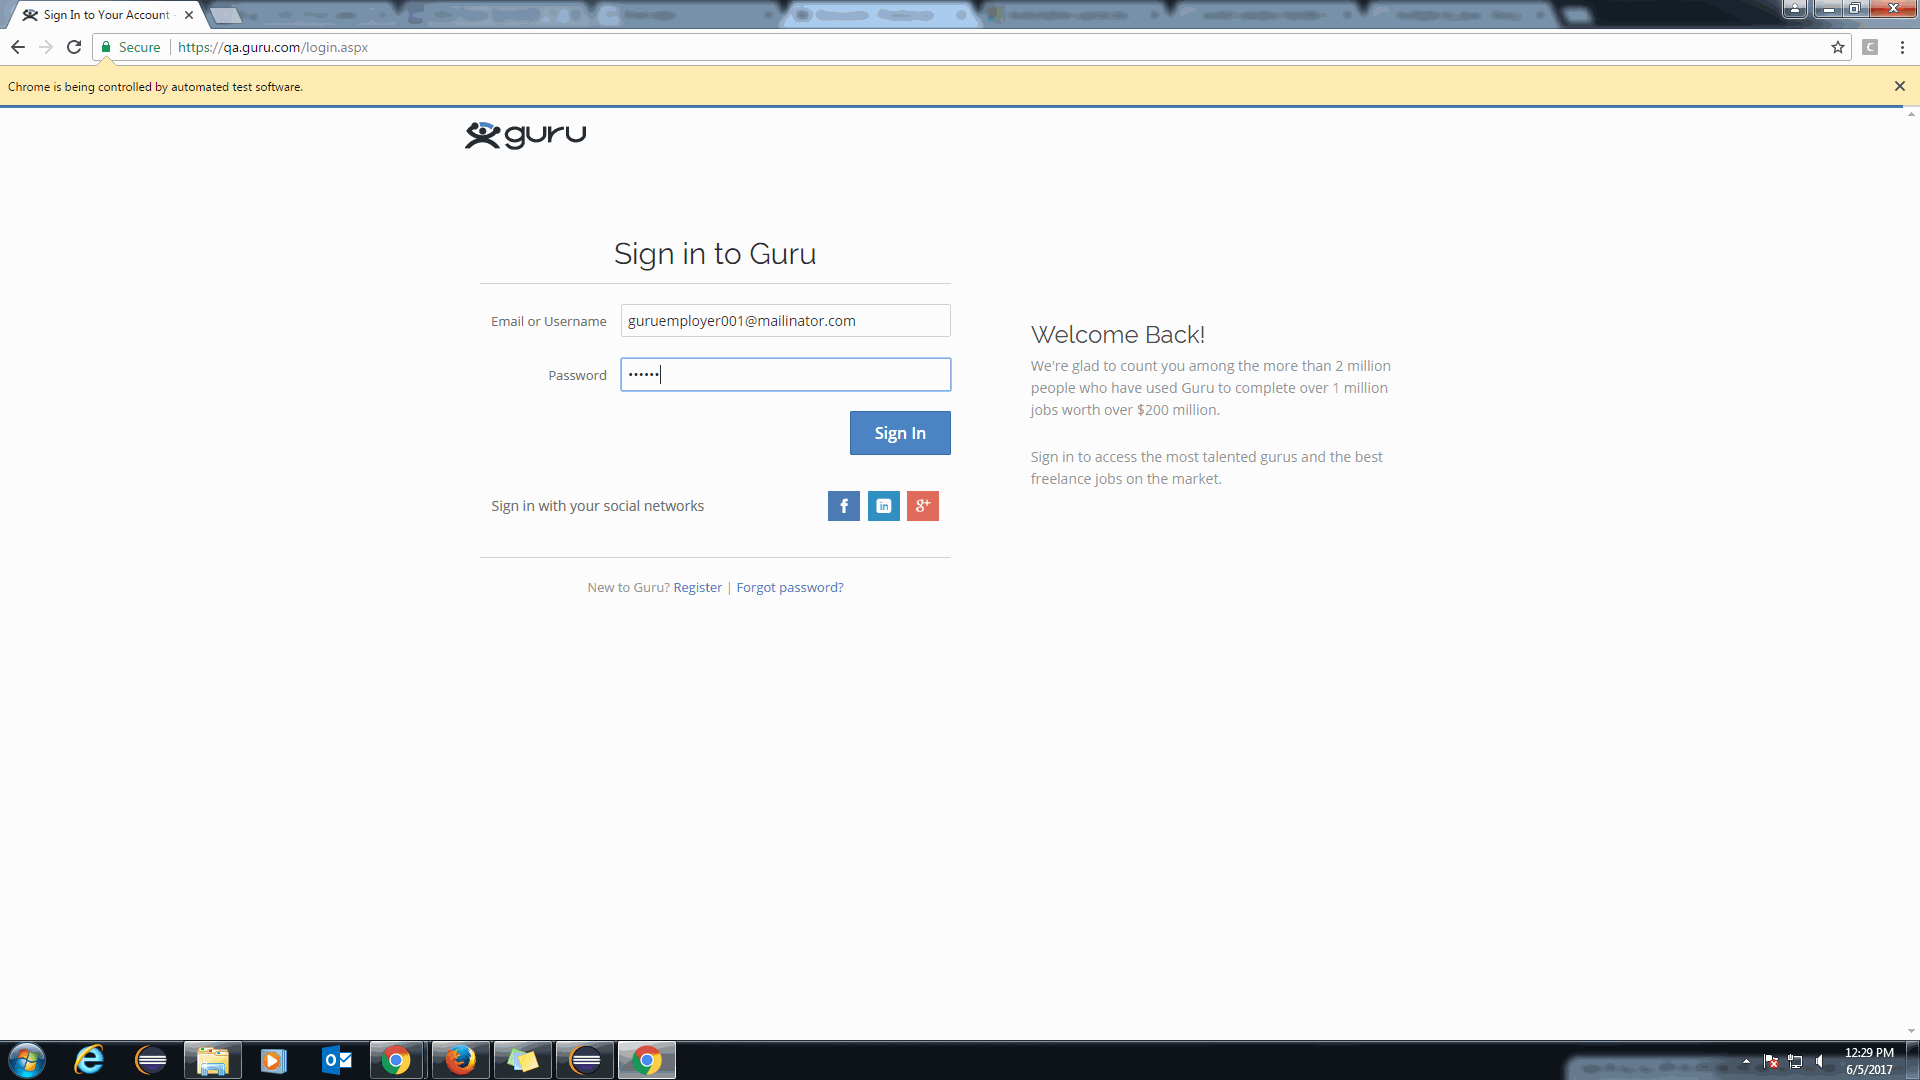 Sign In to Your Account
Secure https://qa.guru.com/login.aspx
C
Chrome is being controlled by automated test software.
guru
Sign in to Guru
Email or Username guruemployer001@mailinator.com
Password ••••••
Sign In
Sign in with your social networks
f in 8+
New to Guru? Register | Forgot password?
Welcome Back!
We're glad to count you among the more than 2 million
people who have used Guru to complete over 1 million
jobs worth over $200 million.
Sign in to access the most talented gurus and the best
freelance jobs on the market.
12:29 PM
6/5/2017